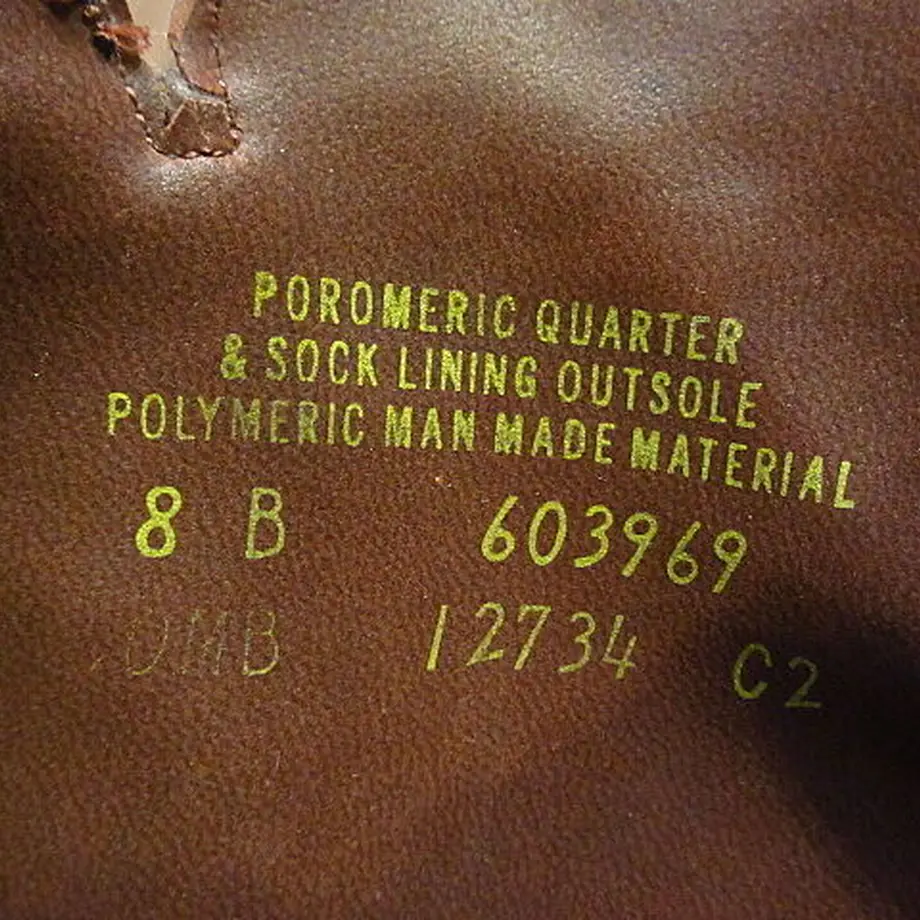 POROMERIC QUARTER
& SOCK LINING OUTSOLE
POLYMERIC MAN MADE MATERIAL
8 B 603969
12734 C2